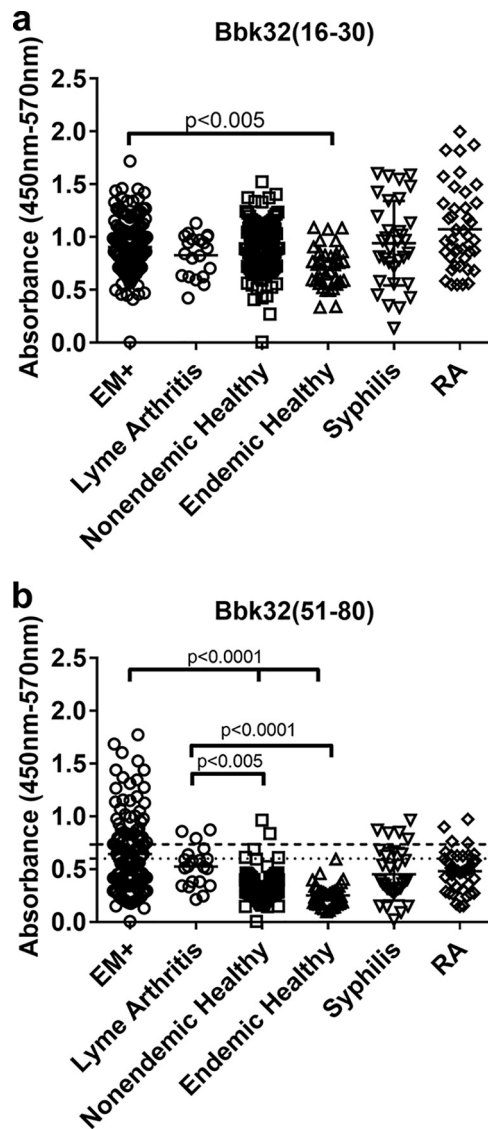 a
Bbk32(16-30)
Absorbance (450nm-570nm)
2.5
2.0
1.5
1.0
0.5
0.0
p<0.005
EM+
Lyme Arthritis
Nonendemic Healthy
Endemic Healthy
Syphilis
RA
b
Bbk32(51-80)
Absorbance (450nm-570nm)
2.5
2.0
1.5
1.0
0.5
0.0
p<0.0001
p<0.0001
p<0.005
EM+
Lyme Arthritis
Nonendemic Healthy
Endemic Healthy
Syphilis
RA